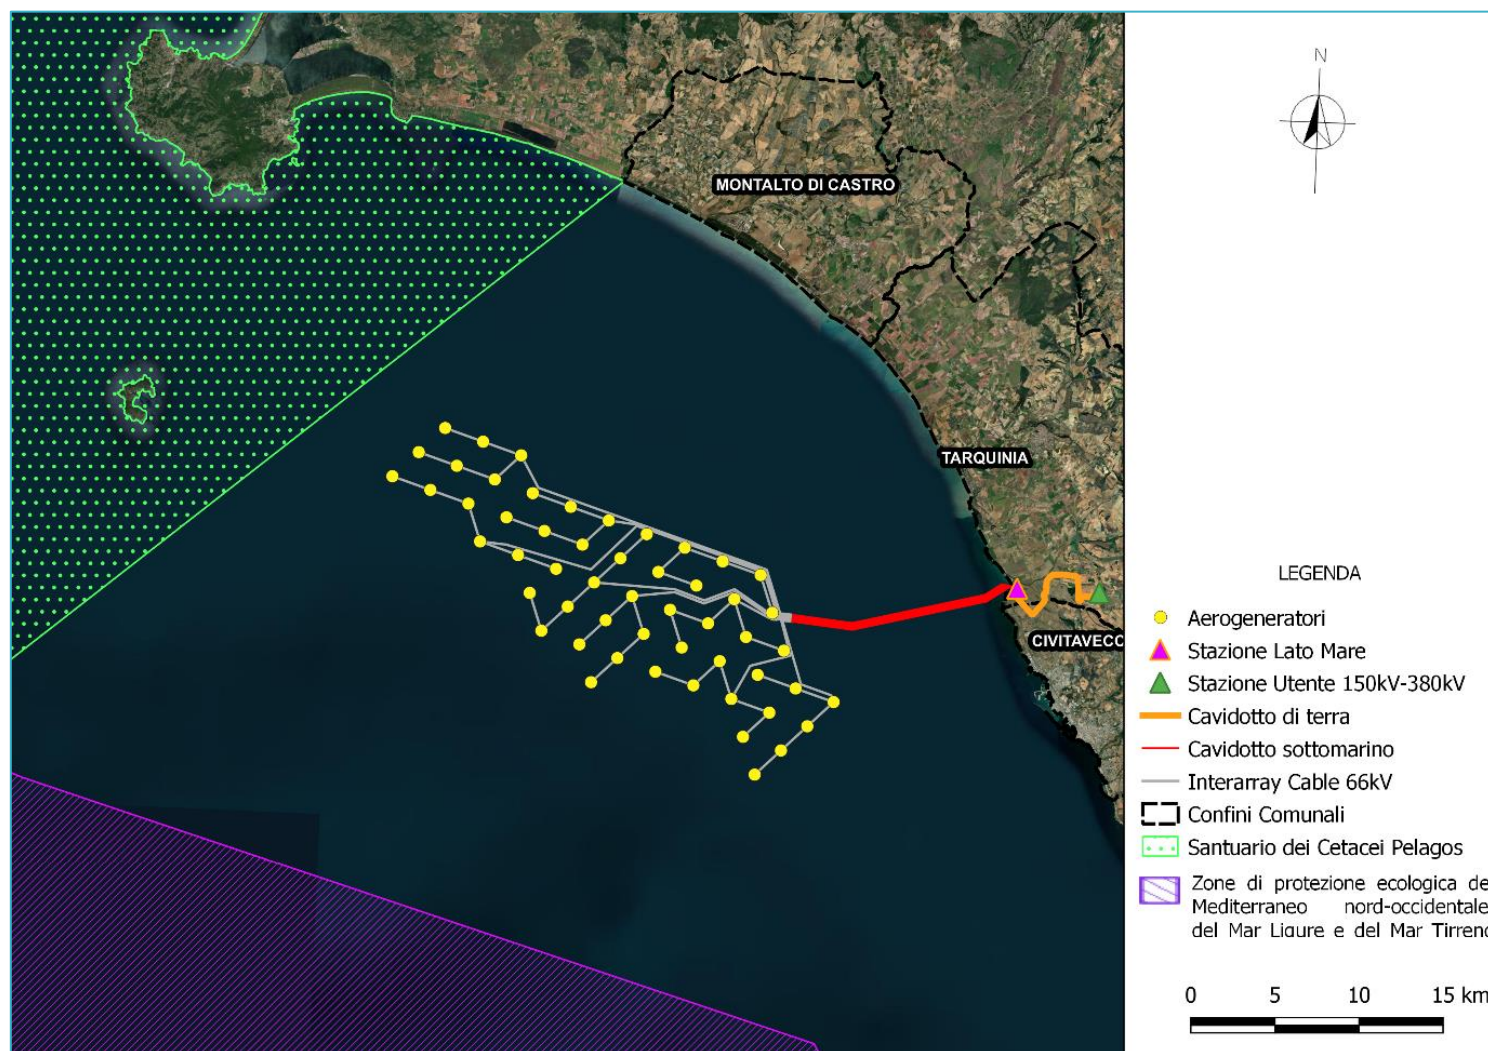 N
MONTALTO DI CASTRO
TARQUINIA
CIVITAVECC
LEGENDA
Aerogeneratori
Stazione Lato Mare
Stazione Utente 150kV-380kV
Cavidotto di terra
Cavidotto sottomarino
Interarray Cable 66kV
Confini Comunali
Santuario dei Cetacei Pelagos
Zone di protezione ecologica de
Mediterraneo nord-occidentale
del Mar Ligure e del Mar Tirreno
0 5 10 15 km